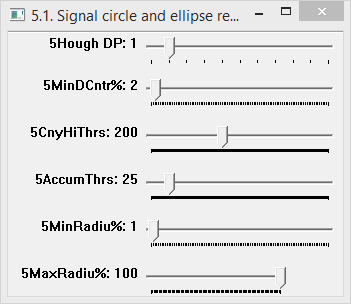 5.1. Signal circle and ellipse re...
5Hough DP: 1
5MinDCntr%: 2
5CnyHiThrs: 200
5AccumThrs: 25
5MinRadiu%: 1
5MaxRadiu%: 100